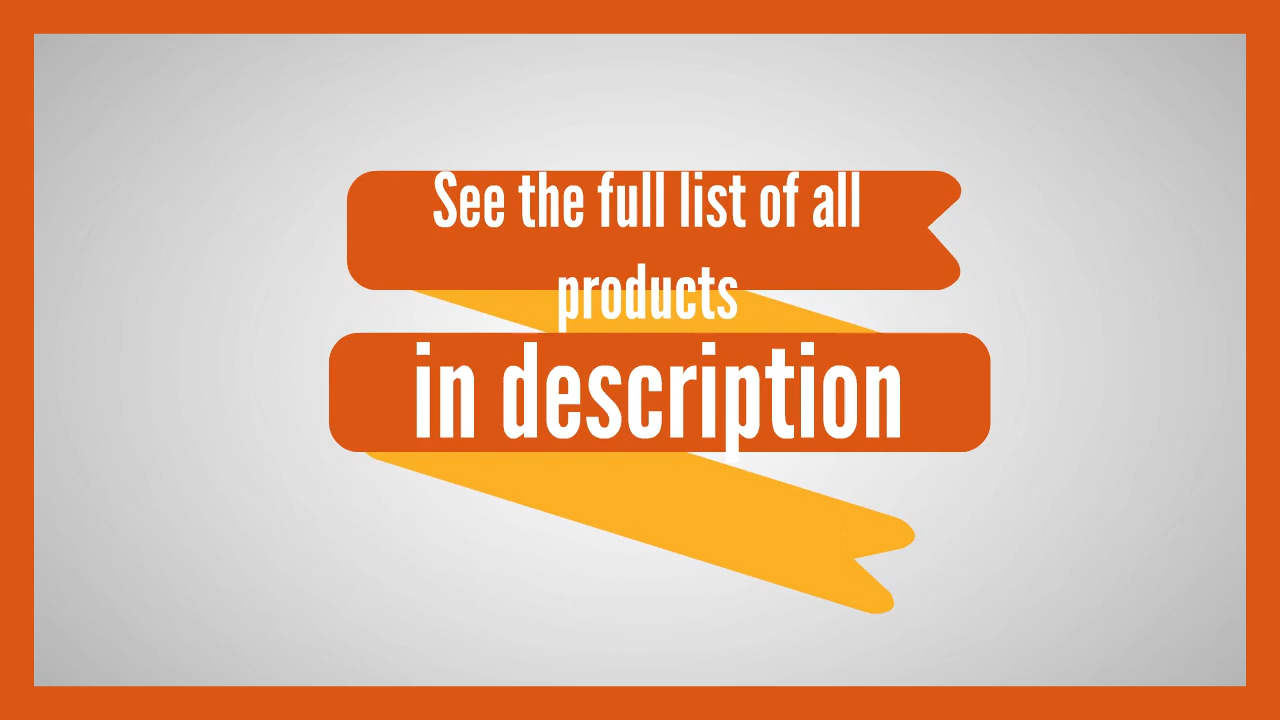 See the full list of all
products
in description